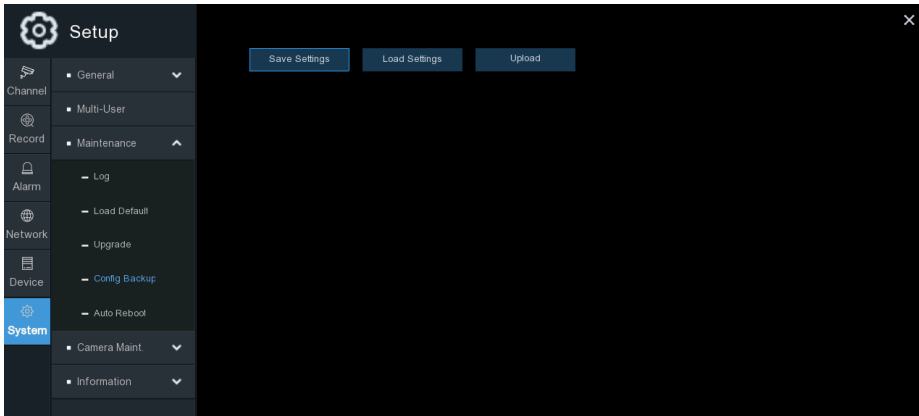 Setup
Save Settings
Load Settings
Upload
Channel
Record
Alarm
Network
Device
System
General
Multi-User
Maintenance
Log
Load Default
Upgrade
Config Backup
Auto Reboot
Camera Maint.
Information